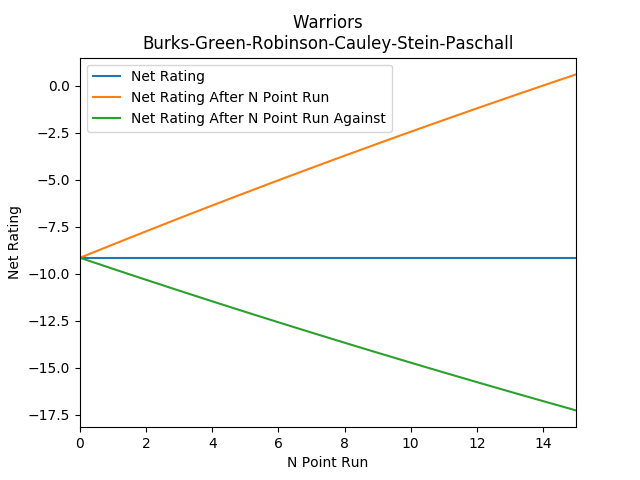 Warriors
Burks-Green-Robinson-Cauley-Stein-Paschall
Net Rating
Net Rating After N Point Run
Net Rating After N Point Run Against
0.0
−2.5
−5.0
−7.5
−10.0
−12.5
−15.0
−17.5
Net Rating
0 2 4 6 8 10 12 14
N Point Run